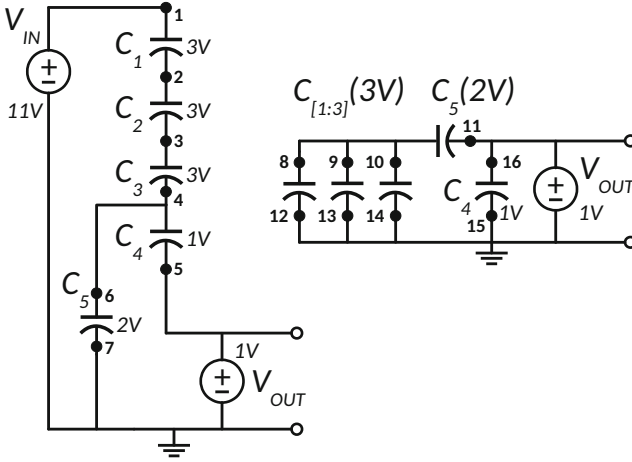 V_IN
11V
1
C_1 3V
2
C_2 3V
3
C_3 3V
4
C_4 1V
5
C_5 6
2V
7
1V
V_OUT
C_[1:3](3V) C_5(2V)
11
8 9 10 16
C_4 1V
12 13 14 15
V_OUT
1V